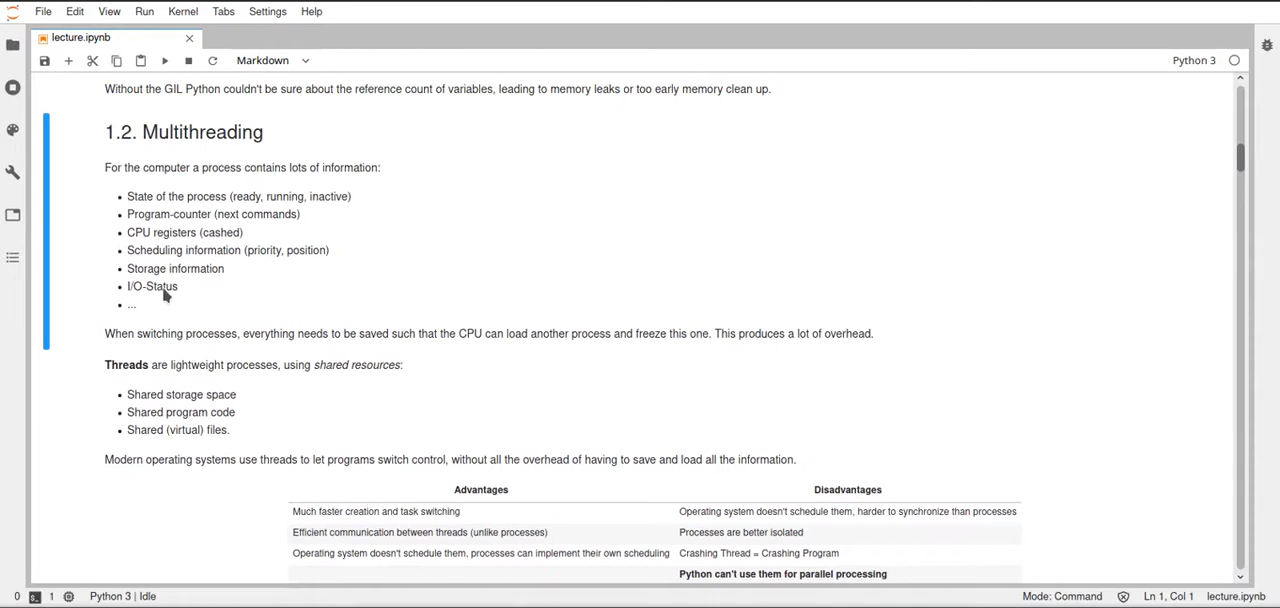 File Edit View Run Kernel Tabs Settings Help
lecture.ipynb
Markdown
Python 3
Without the GIL Python couldn't be sure about the reference count of variables, leading to memory leaks or too early memory clean up.
1.2. Multithreading
For the computer a process contains lots of information:
• State of the process (ready, running, inactive)
• Program-counter (next commands)
• CPU registers (cashed)
• Scheduling information (priority, position)
• Storage information
• I/O-Status
• ...
When switching processes, everything needs to be saved such that the CPU can load another process and freeze this one. This produces a lot of overhead.
Threads are lightweight processes, using shared resources:
• Shared storage space
• Shared program code
• Shared (virtual) files.
Modern operating systems use threads to let programs switch control, without all the overhead of having to save and load all the information.
Advantages Disadvantages
Much faster creation and task switching Operating system doesn't schedule them, harder to synchronize than processes
Efficient communication between threads (unlike processes) Processes are better isolated
Operating system doesn't schedule them, processes can implement their own scheduling Crashing Thread = Crashing Program
Python can't use them for parallel processing
0 1 Python 3 | Idle Mode: Command Ln 1, Col 1 lecture.ipynb